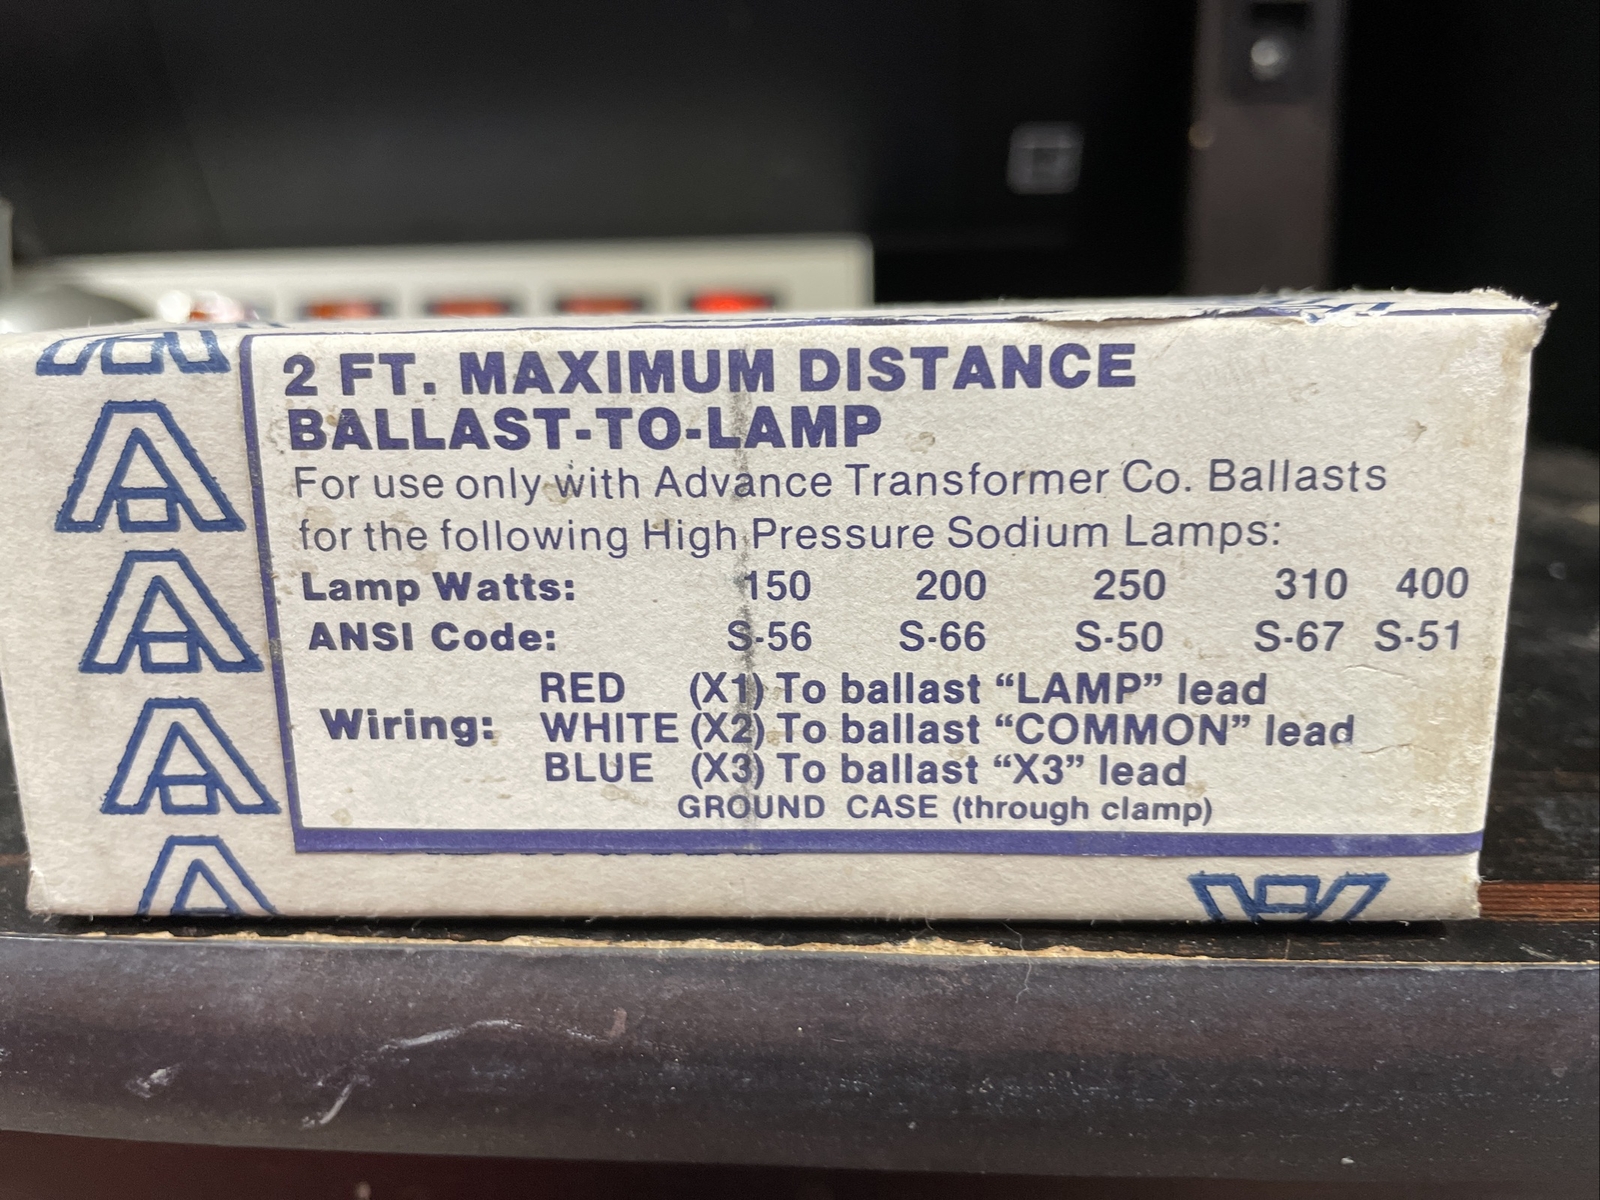 2 FT. MAXIMUM DISTANCE
BALLAST-TO-LAMP
For use only with Advance Transformer Co. Ballasts
for the following High Pressure Sodium Lamps:
Lamp Watts: 150 200 250 310 400
ANSI Code: S-56 S-66 S-50 S-67 S-51
RED (X1) To ballast “LAMP” lead
Wiring: WHITE (X2) To ballast “COMMON” lead
BLUE (X3) To ballast “X3” lead
GROUND CASE (through clamp)